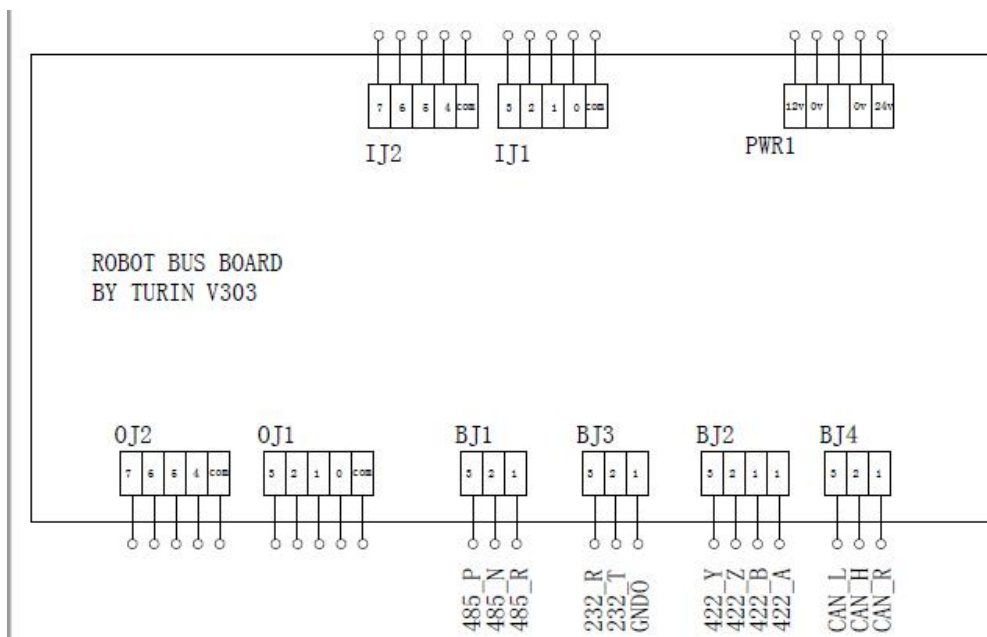 7 6 5 4 com
3 2 1 0 com
12v 0v 0v 24v
IJ2
IJ1
PWR1
ROBOT BUS BOARD
BY TURIN V303
OJ2
OJ1
BJ1
BJ3
BJ2
BJ4
7 6 5 4 com
3 2 1 0 com
3 2 1
3 2 1
3 2 1 1
3 2 1
485_P
485_N
485_R
232_R
232_T
GNDO
422_Y
422_Z
422_B
422_A
CAN_L
CAN_H
CAN_R